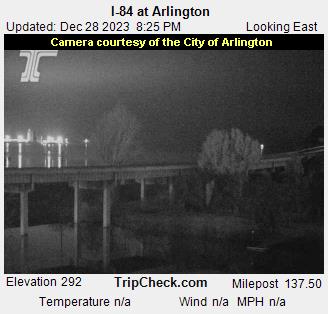 I-84 at Arlington
Updated: Dec 28 2023 8:25 PM Looking East
Camera courtesy of the City of Arlington
Elevation 292 TripCheck.com Milepost 137.50
Temperature n/a Wind n/a MPH n/a